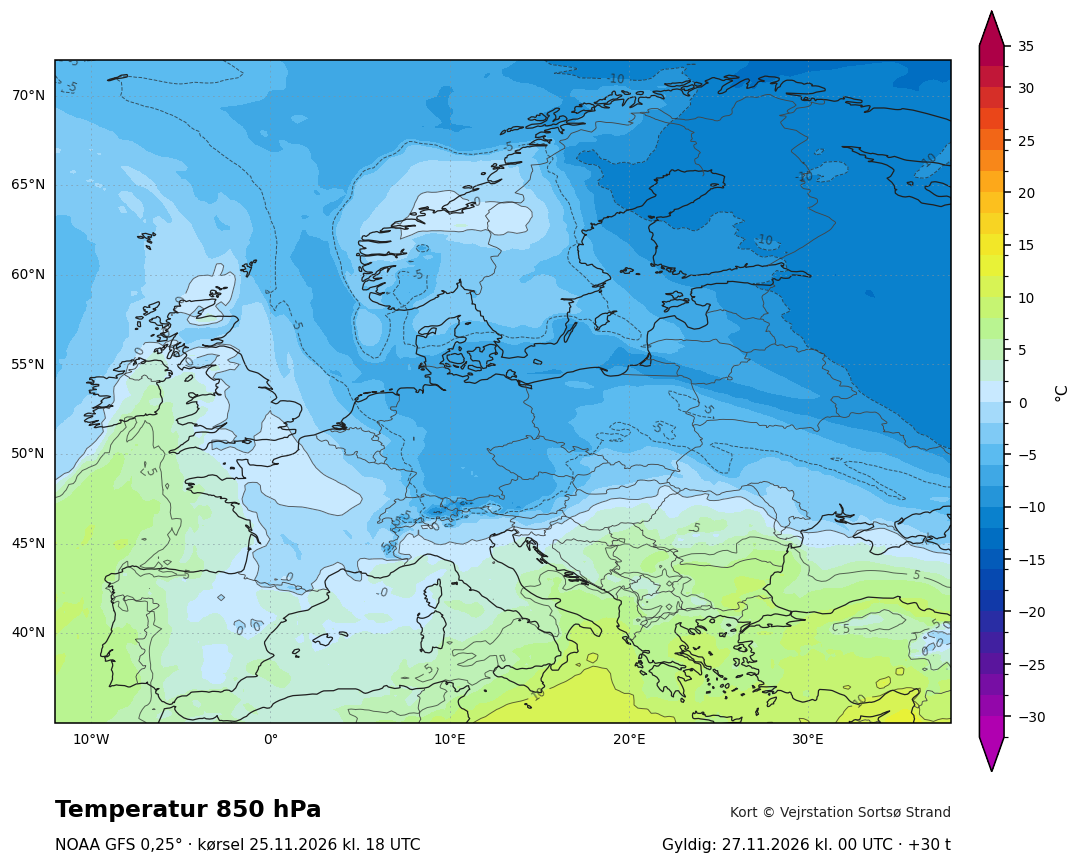 70°N
65°N
60°N
55°N
50°N
45°N
40°N
10°W
0°
10°E
20°E
30°E
35
30
25
20
15
10
5
0
−5
−10
−15
−20
−25
−30
°C
Temperatur 850 hPa
Kort © Vejrstation Sortsø Strand
NOAA GFS 0,25° · kørsel 25.11.2026 kl. 18 UTC
Gyldig: 27.11.2026 kl. 00 UTC · +30 t